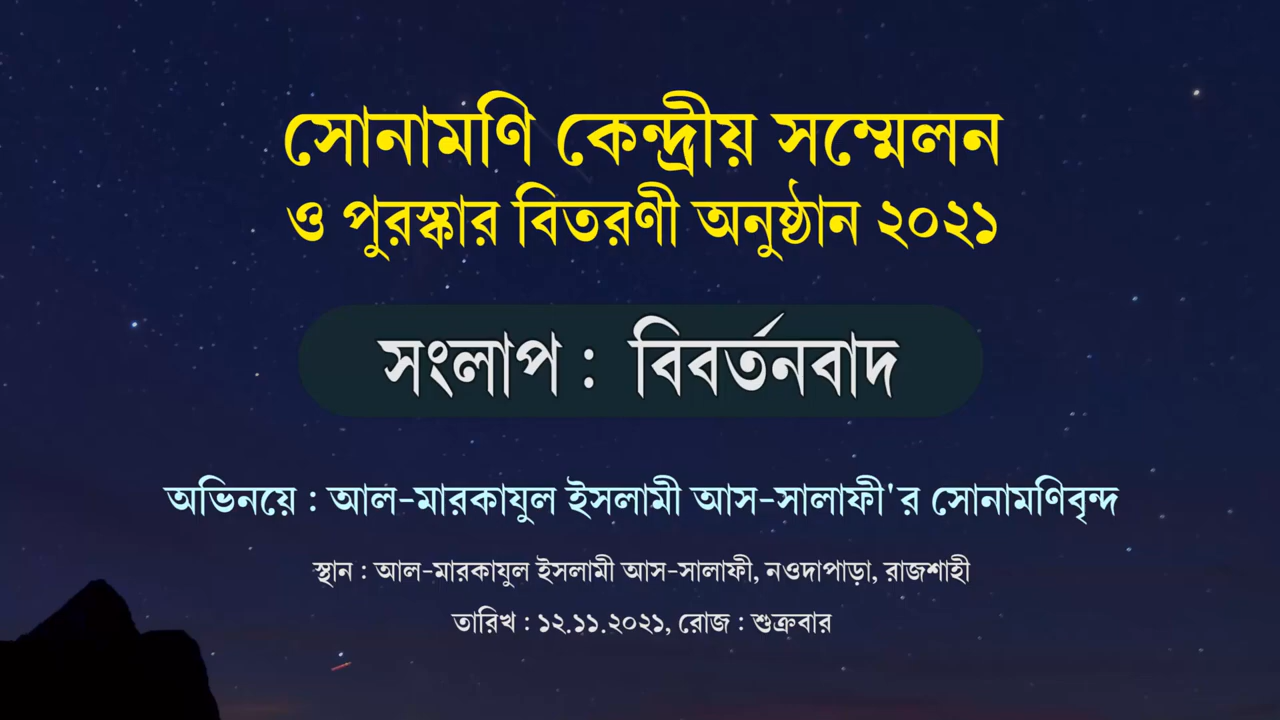 সোনামণি কেন্দ্রীয় সম্মেলন
ও পুরস্কার বিতরণী অনুষ্ঠান ২০২১
সংলাপ : বিবর্তনবাদ
অভিনয়ে : আল-মারকাযুল ইসলামী আস-সালাফী'র সোনামণিবৃন্দ
স্থান : আল-মারকাযুল ইসলামী আস-সালাফী, নওদাপাড়া, রাজশাহী
তারিখ : ১২.১১.২০২১, রোজ : শুক্রবার